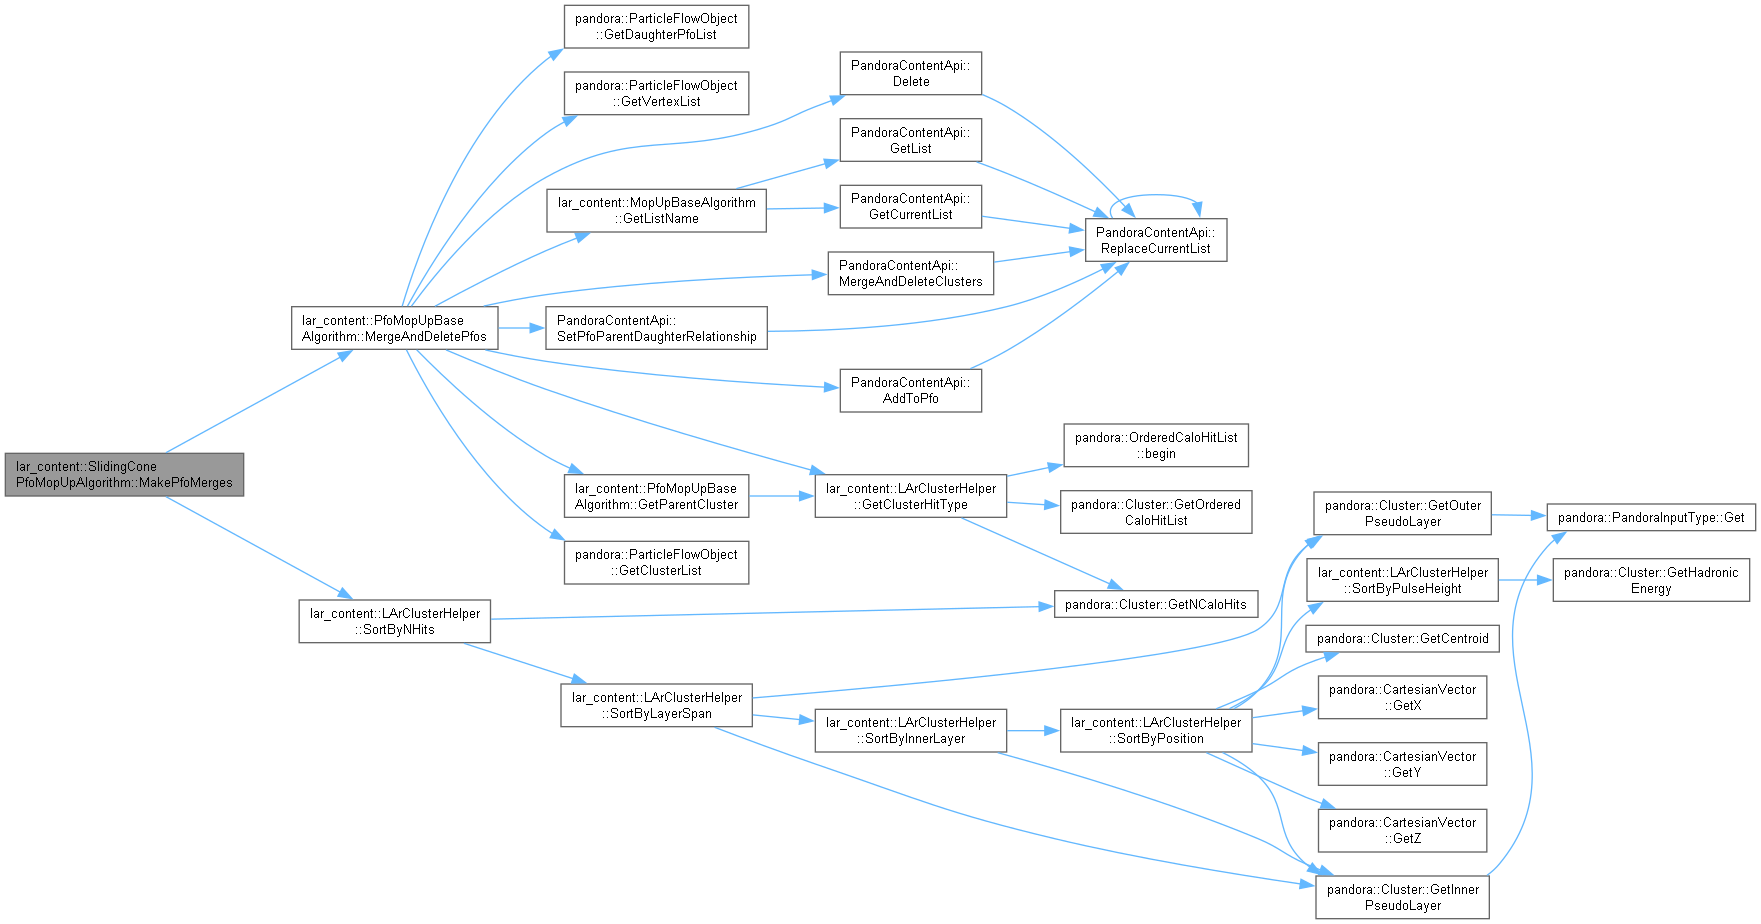 pandora::ParticleFlowObject
::GetDaughterPfoList
pandora::ParticleFlowObject
::GetVertexList
PandoraContentApi::
Delete
PandoraContentApi::
GetList
lar_content::MopUpBaseAlgorithm
::GetListName
PandoraContentApi::
GetCurrentList
PandoraContentApi::
ReplaceCurrentList
PandoraContentApi::
MergeAndDeleteClusters
lar_content::PfoMopUpBase
Algorithm::MergeAndDeletePfos
PandoraContentApi::
SetPfoParentDaughterRelationship
PandoraContentApi::
AddToPfo
pandora::OrderedCaloHitList
::begin
lar_content::SlidingCone
PfoMopUpAlgorithm::MakePfoMerges
lar_content::PfoMopUpBase
Algorithm::GetParentCluster
lar_content::LArClusterHelper
::GetClusterHitType
pandora::Cluster::GetOrdered
CaloHitList
pandora::Cluster::GetOuter
PseudoLayer
pandora::PandoraInputType::Get
pandora::ParticleFlowObject
::GetClusterList
lar_content::LArClusterHelper
::SortByPulseHeight
pandora::Cluster::GetHadronic
Energy
lar_content::LArClusterHelper
::SortByNHits
pandora::Cluster::GetNCaloHits
pandora::Cluster::GetCentroid
lar_content::LArClusterHelper
::SortByLayerSpan
lar_content::LArClusterHelper
::SortByInnerLayer
lar_content::LArClusterHelper
::SortByPosition
pandora::CartesianVector
::GetX
pandora::CartesianVector
::GetY
pandora::CartesianVector
::GetZ
pandora::Cluster::GetInner
PseudoLayer